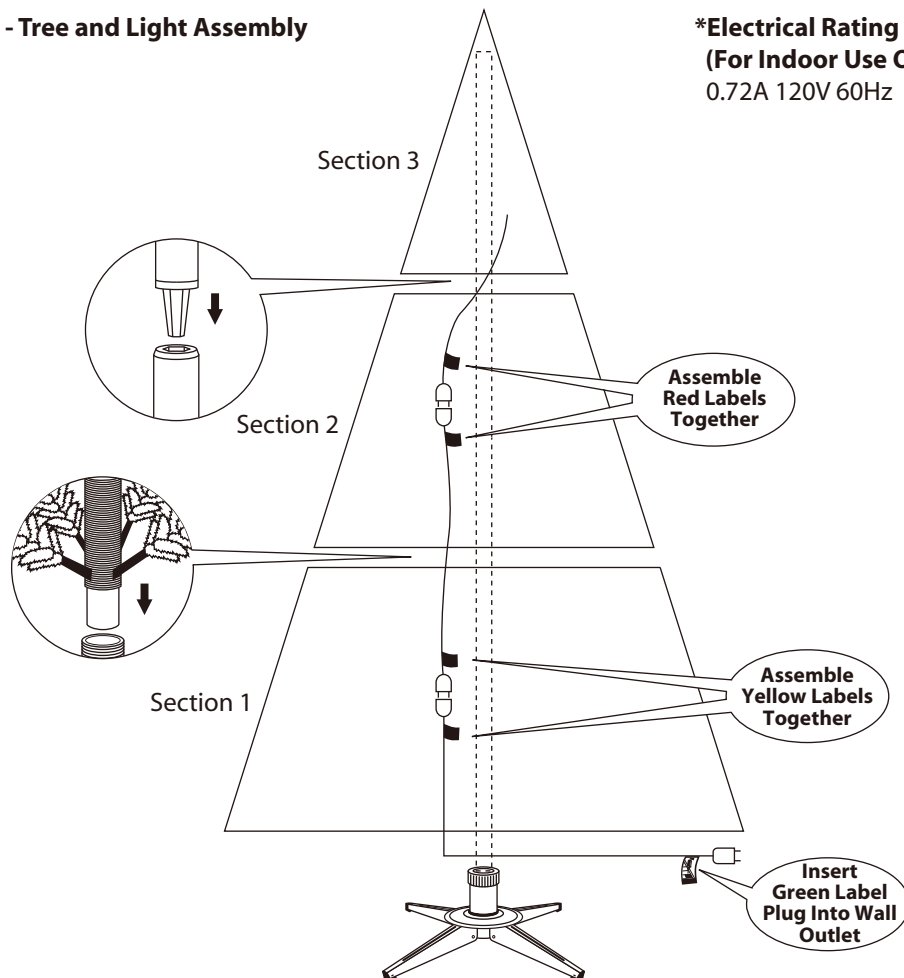 - Tree and Light Assembly
*Electrical Rating
(For Indoor Use
0.72A 120V 60Hz
Section 3
Assemble
Red Labels
Together
Section 2
Section 1
Assemble
Yellow Labels
Together
Insert
Green Label
Plug Into Wall
Outlet